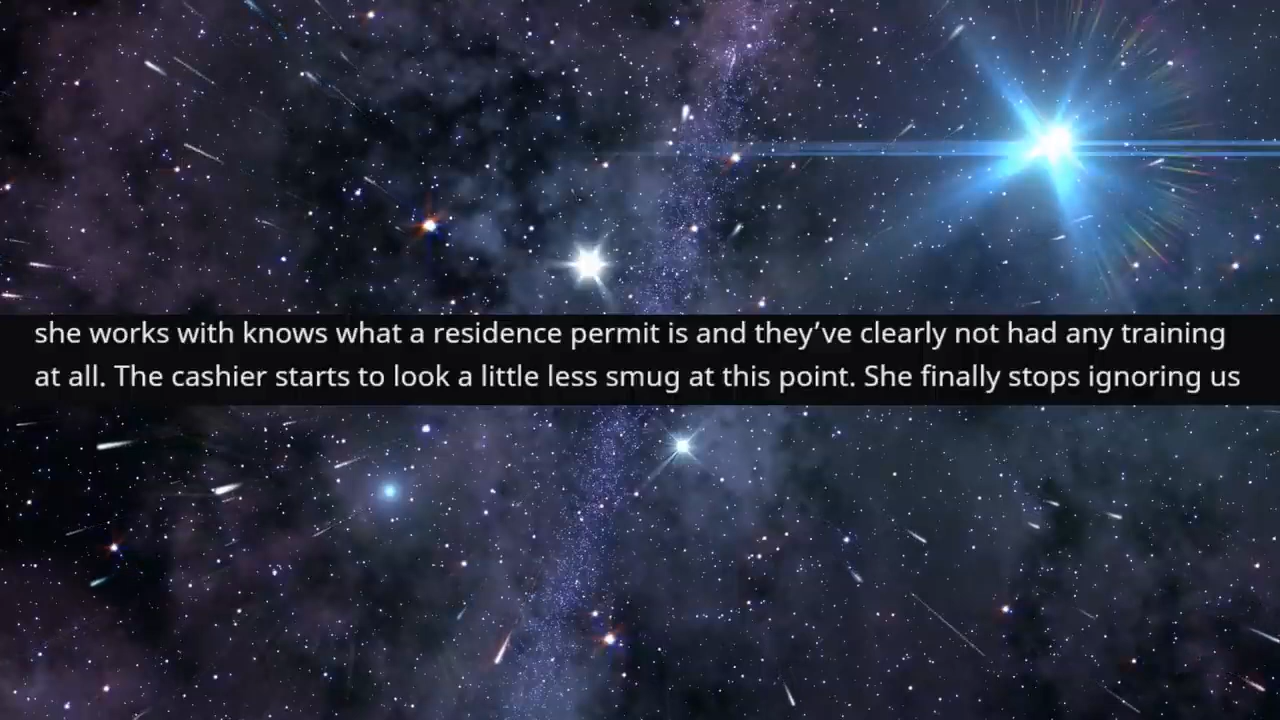 she works with knows what a residence permit is and they’ve clearly not had any training
at all. The cashier starts to look a little less smug at this point. She finally stops ignoring us